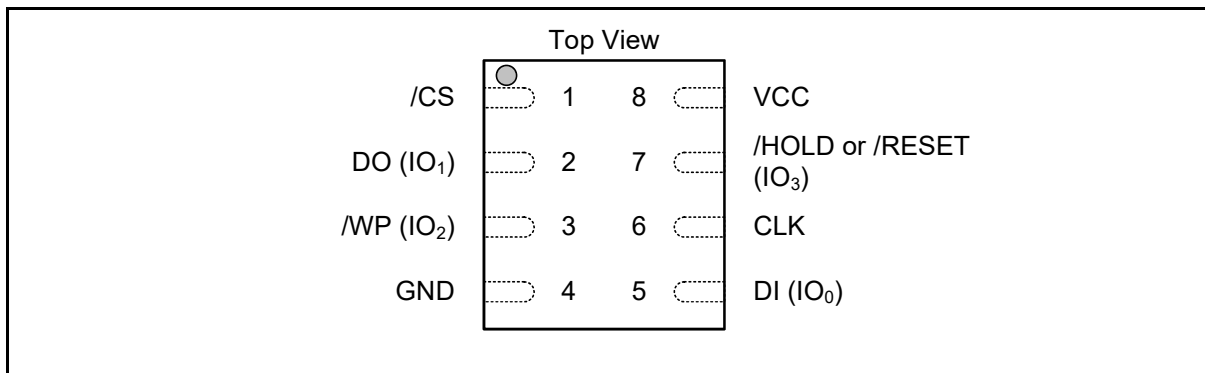 Top View
/CS 1 8 VCC
DO (IO₁) 2 7 /HOLD or /RESET
(IO₃)
/WP (IO₂) 3 6 CLK
GND 4 5 DI (IO₀)